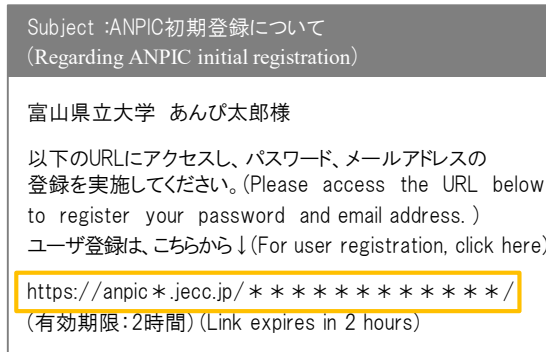 Subject :ANPIC初期登録について
(Regarding ANPIC initial registration)
富山県立大学 あんぴ太郎様
以下のURLにアクセスし、パスワード、メールアドレスの
登録を実施してください。(Please access the URL below
to register your password and email address. )
ユーザ登録は、こちらから↓(For user registration, click here)
https://anpic*.jecc.jp/************/
(有効期限:2時間) (Link expires in 2 hours)